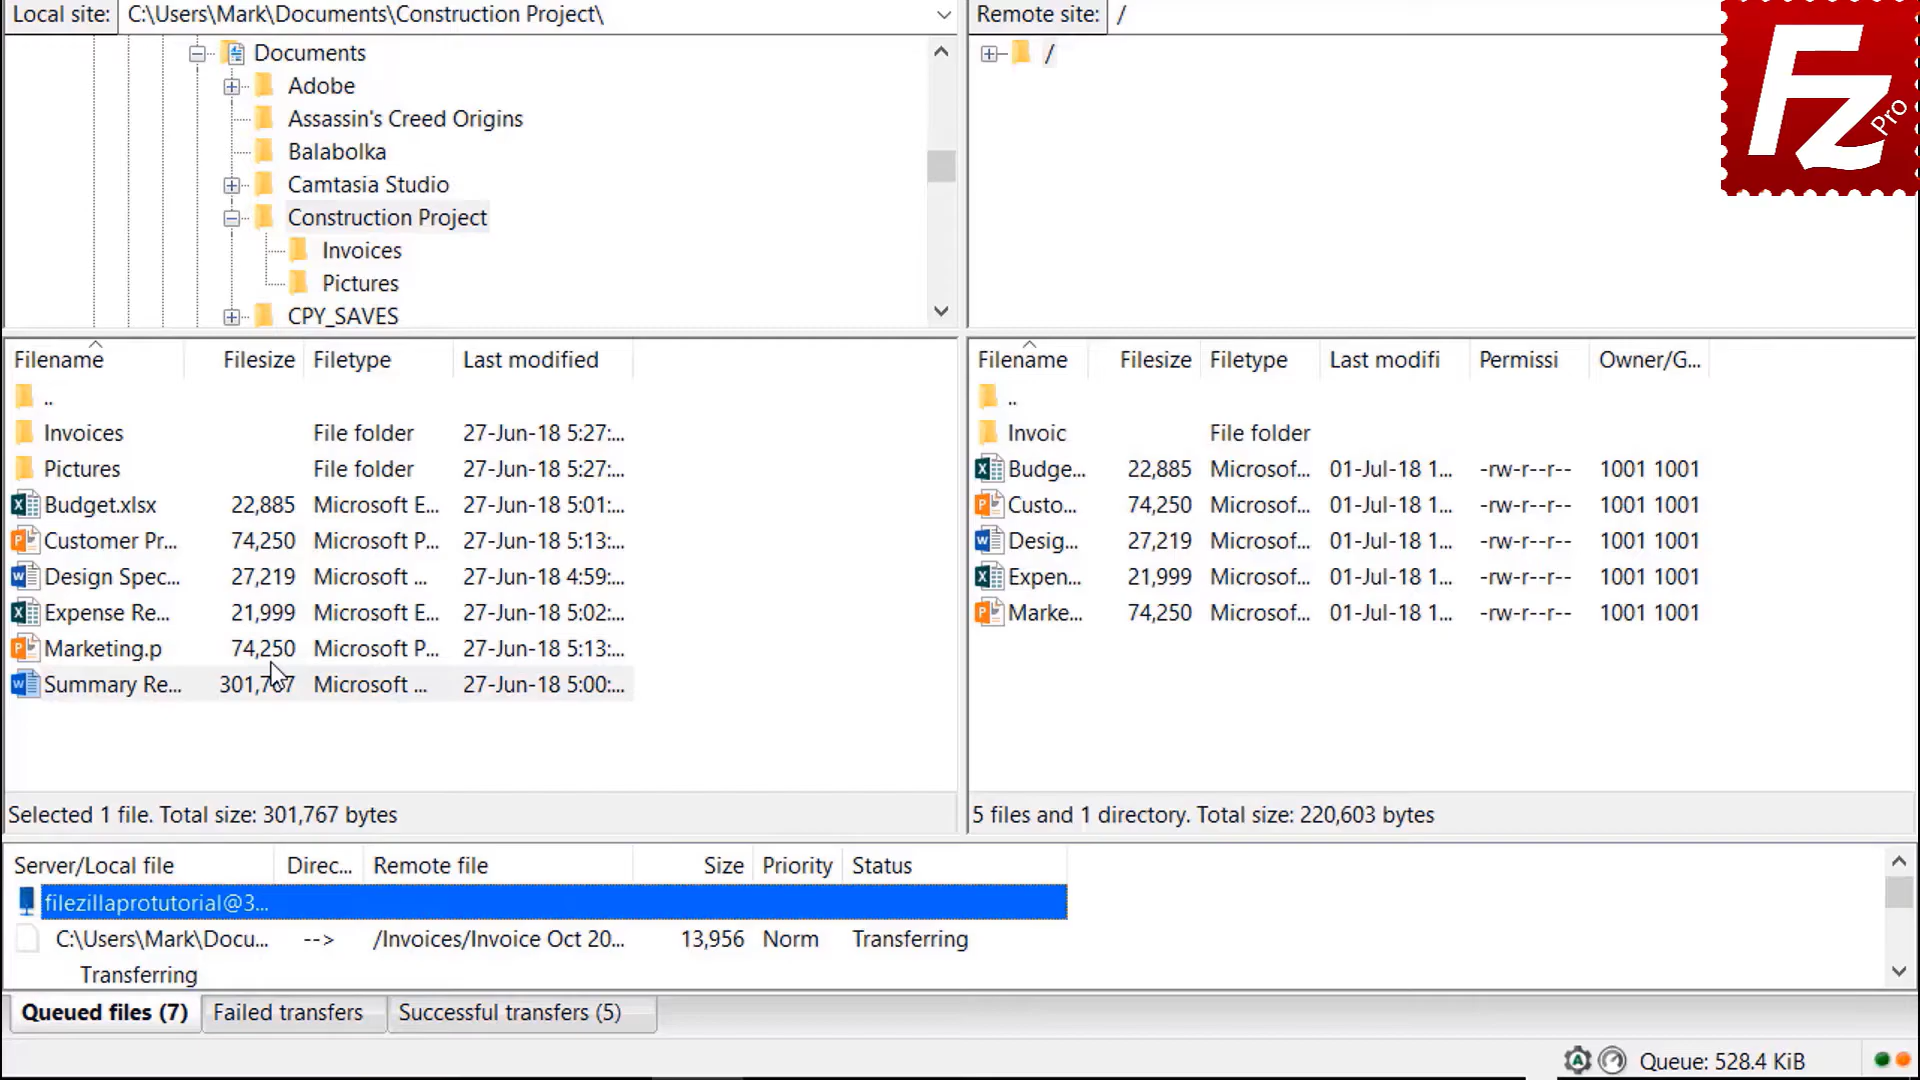 Local site: C:\Users\Mark\Documents\Construction Project\
Documents
Adobe
Assassin's Creed Origins
Balabolka
Camtasia Studio
Construction Project
Invoices
Pictures
CPY_SAVES
Remote site: /
/
Fz Pro
Filename Filesize Filetype Last modified
..
Invoices File folder 27-Jun-18 5:27:...
Pictures File folder 27-Jun-18 5:27:...
Budget.xlsx 22,885 Microsoft E... 27-Jun-18 5:01:...
Customer Pr... 74,250 Microsoft P... 27-Jun-18 5:13:...
Design Spec... 27,219 Microsoft ... 27-Jun-18 4:59:...
Expense Re... 21,999 Microsoft E... 27-Jun-18 5:02:...
Marketing.p 74,250 Microsoft P... 27-Jun-18 5:13:...
Summary Re... 301,767 Microsoft ... 27-Jun-18 5:00:...
Selected 1 file. Total size: 301,767 bytes
Filename Filesize Filetype Last modifi Permissi Owner/G...
..
Invoic File folder
Budge... 22,885 Microsof... 01-Jul-18 1... -rw-r--r-- 1001 1001
Custo... 74,250 Microsof... 01-Jul-18 1... -rw-r--r-- 1001 1001
Desig... 27,219 Microsof... 01-Jul-18 1... -rw-r--r-- 1001 1001
Expen... 21,999 Microsof... 01-Jul-18 1... -rw-r--r-- 1001 1001
Marke... 74,250 Microsof... 01-Jul-18 1... -rw-r--r-- 1001 1001
5 files and 1 directory. Total size: 220,603 bytes
Server/Local file Direc... Remote file Size Priority Status
filezillaprotutorial@3...
C:\Users\Mark\Docu... --> /Invoices/Invoice Oct 20... 13,956 Norm Transferring
Transferring
Queued files (7) Failed transfers Successful transfers (5)
Queue: 528.4 KiB